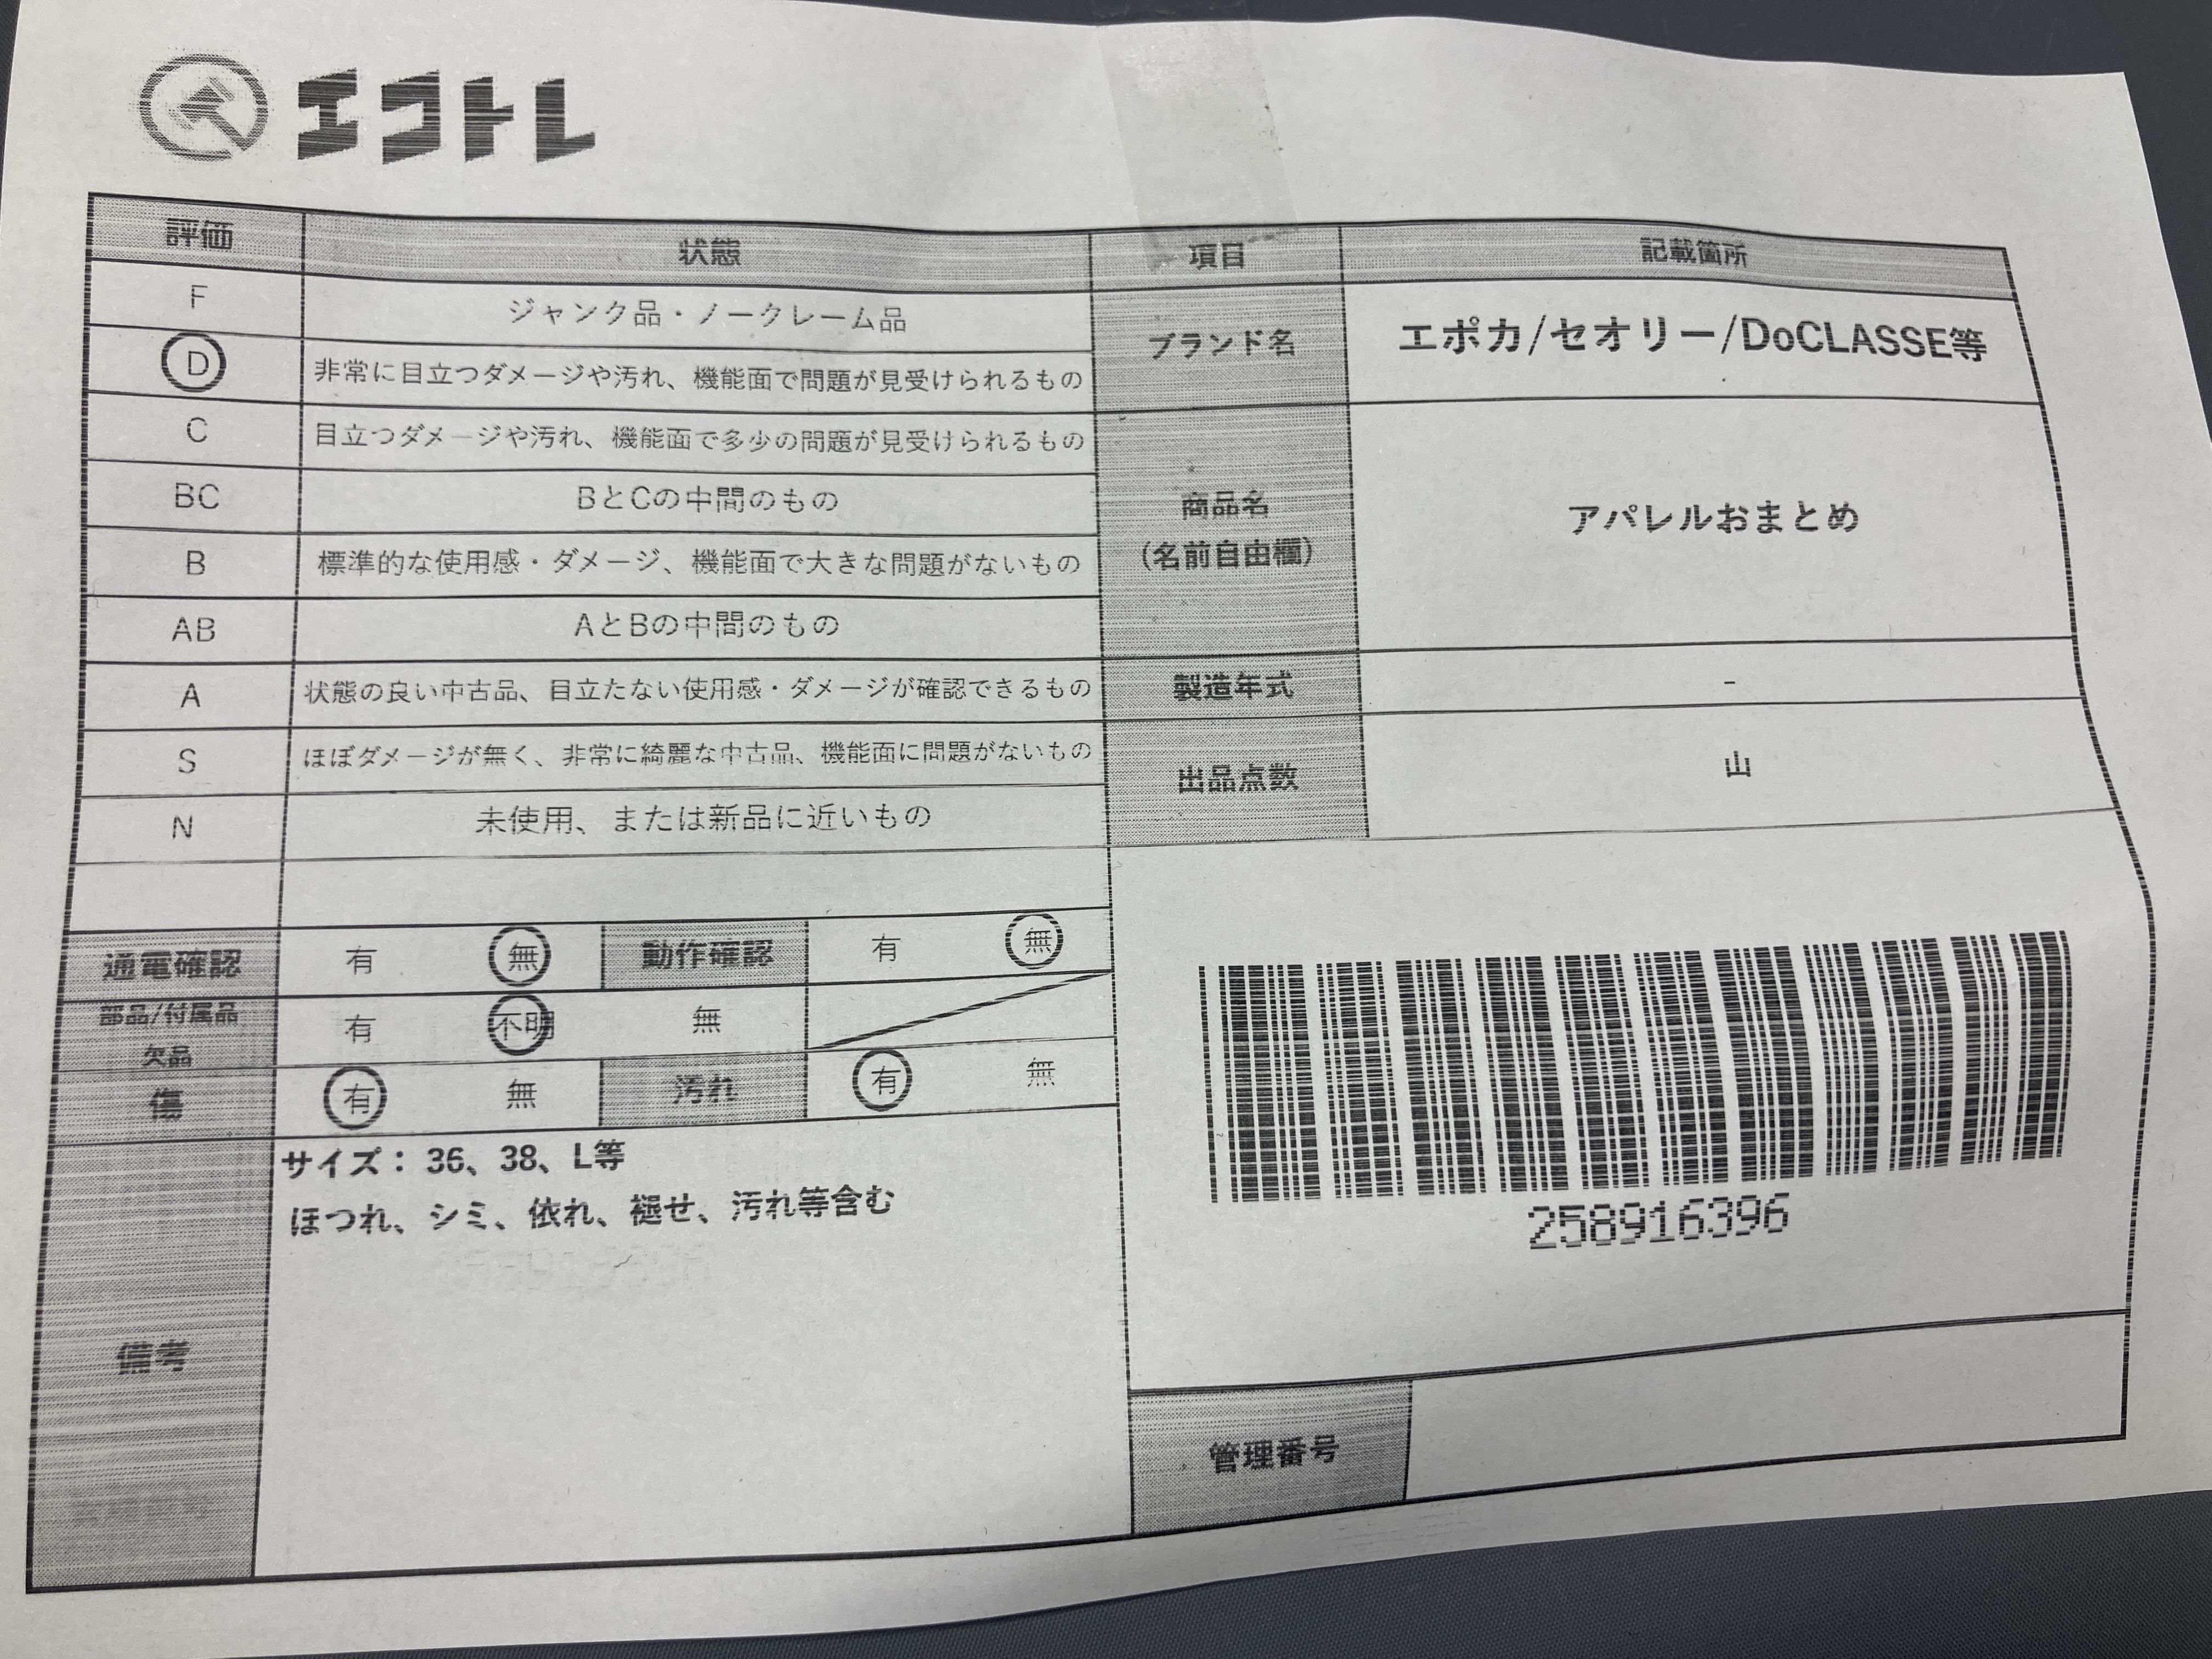 エコトレ
評価 状態
F ジャンク品・ノークレーム品
D 非常に目立つダメージや汚れ、機能面で問題が見受けられるもの
C 目立つダメージや汚れ、機能面で多少の問題が見受けられるもの
BC BとCの中間のもの
B 標準的な使用感・ダメージ、機能面で大きな問題がないもの
AB AとBの中間のもの
A 状態の良い中古品、目立たない使用感・ダメージが確認できるもの
S ほぼダメージが無く、非常に綺麗な中古品、機能面に問題がないもの
N 未使用、または新品に近いもの
通電確認 有 無 動作確認 有 無
部品/付属品
欠品 有 不明 無
傷 有 無 汚れ 有 無
備考
サイズ：36、38、L等
ほつれ、シミ、依れ、褪せ、汚れ等含む
項目 記載箇所
ブランド名 エポカ/セオリー/DoCLASSE等
商品名
（名前自由欄）
アパレルおまとめ
製造年式 -
出品点数 山
258916396
管理番号